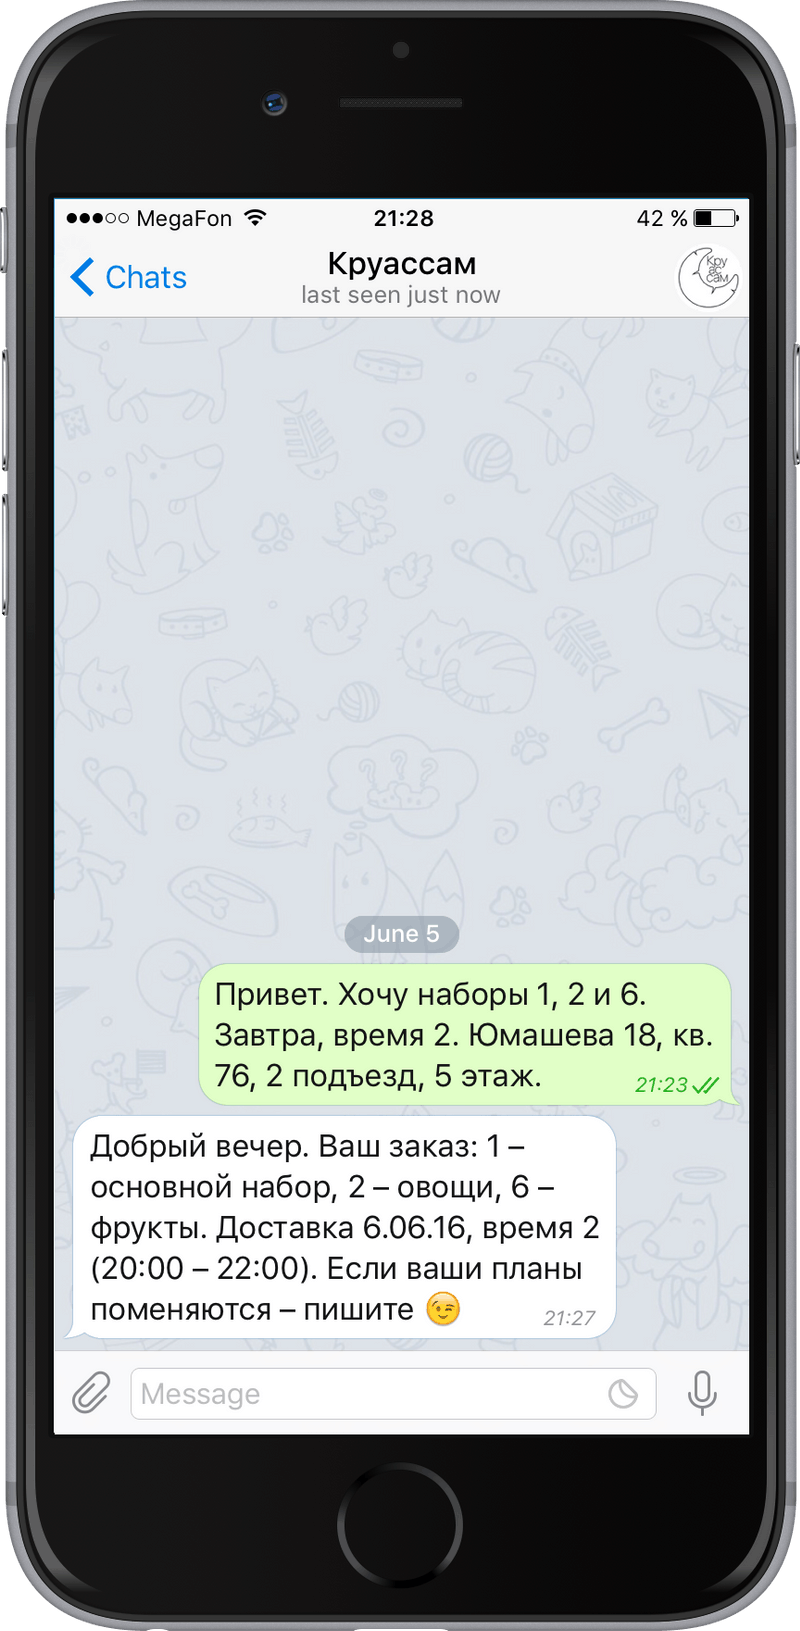 MegaFon 21:28 42 %
Chats Круассам
last seen just now
Кру
ас
сам
June 5
Привет. Хочу наборы 1, 2 и 6.
Завтра, время 2. Юмашева 18, кв.
76, 2 подъезд, 5 этаж. 21:23
Добрый вечер. Ваш заказ: 1 –
основной набор, 2 – овощи, 6 –
фрукты. Доставка 6.06.16, время 2
(20:00 – 22:00). Если ваши планы
поменяются – пишите 😉 21:27
Message